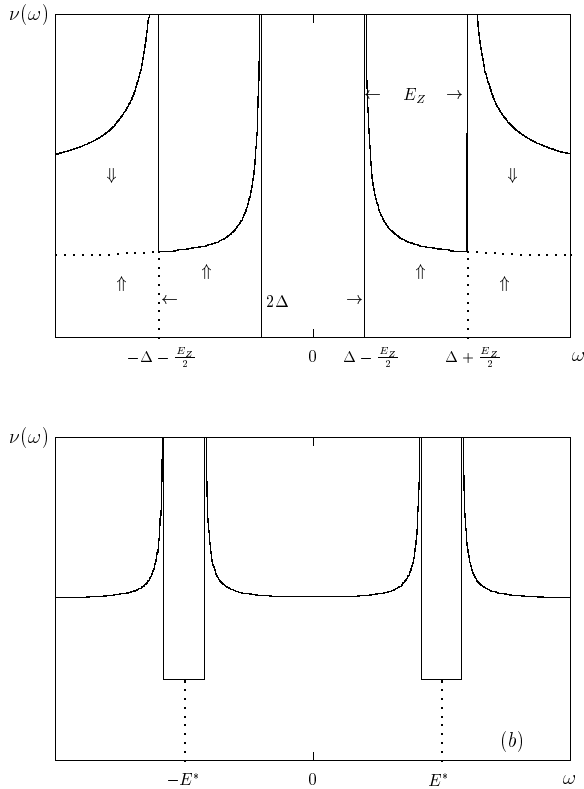 ν(ω)
← E_Z →
⇓ ⇓
⇑ ⇑ ⇑ ⇑
← 2Δ →
−Δ − E_Z/2 0 Δ − E_Z/2 Δ + E_Z/2 ω
ν(ω)
(b)
−E* 0 E* ω